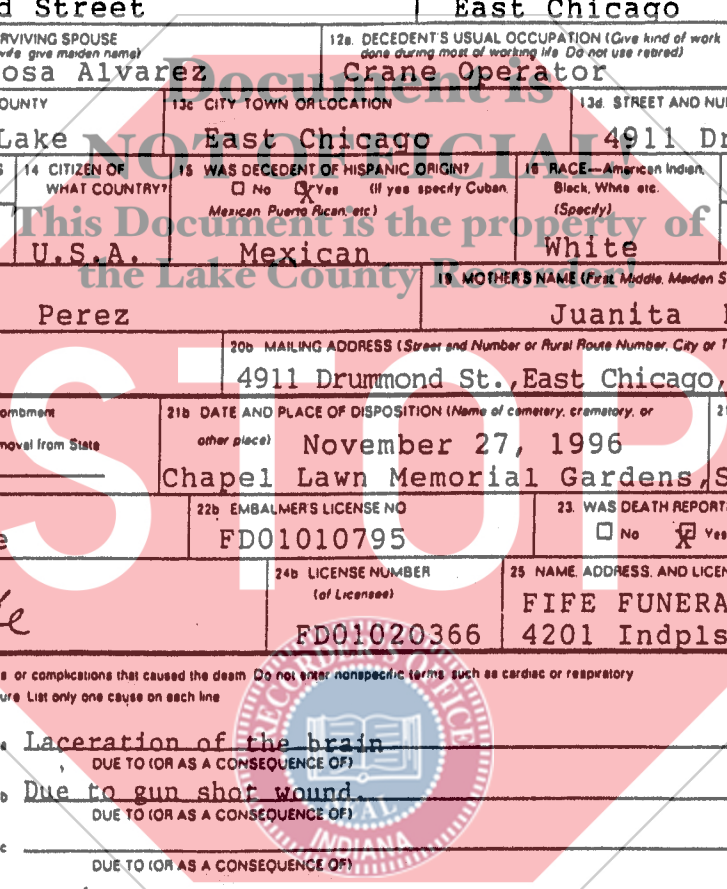 d Street East Chicago
RVIVING SPOUSE 12a. DECEDENT'S USUAL OCCUPATION (Give kind of work
wife give maiden name) done during most of working life Do not use retired)
osa Alvarez Crane Operator
OUNTY 13c CITY TOWN OR LOCATION 13d. STREET AND NU
Lake East Chicago 4911 Dr
S 14 CITIZEN OF 15 WAS DECEDENT OF HISPANIC ORIGIN? 16 RACE—American Indian,
WHAT COUNTRY? No Yes (If yes specify Cuban, Black, White etc.
Mexican Puerto Rican, etc) (Specify)
U.S.A. Mexican White
Document is
NOT OFFICIAL!
This Document is the property of
the Lake County Recorder!
19 MOTHER'S NAME (First Middle, Maiden S
Perez Juanita
20b MAILING ADDRESS (Street and Number or Rural Route Number, City or T
4911 Drummond St.,East Chicago,
ombment 21b DATE AND PLACE OF DISPOSITION (Name of cemetery, crematory, or
moval from State other place) November 27, 1996
Chapel Lawn Memorial Gardens,S
STOP
22b EMBALMER'S LICENSE NO 23. WAS DEATH REPORT
e FD01010795 No Yes
24b LICENSE NUMBER 25 NAME, ADDRESS, AND LICEN
(of Licensee) FIFE FUNERA
FD01020366 4201 Indpls
s or complications that caused the death Do not enter nonspecific terms such as cardiac or respiratory
ure List only one cause on each line
a Laceration of the brain
DUE TO (OR AS A CONSEQUENCE OF)
b Due to gun shot wound.
DUE TO (OR AS A CONSEQUENCE OF)
c
DUE TO (OR AS A CONSEQUENCE OF)
RECORDER'S OFFICE
SEAL
INDIANA